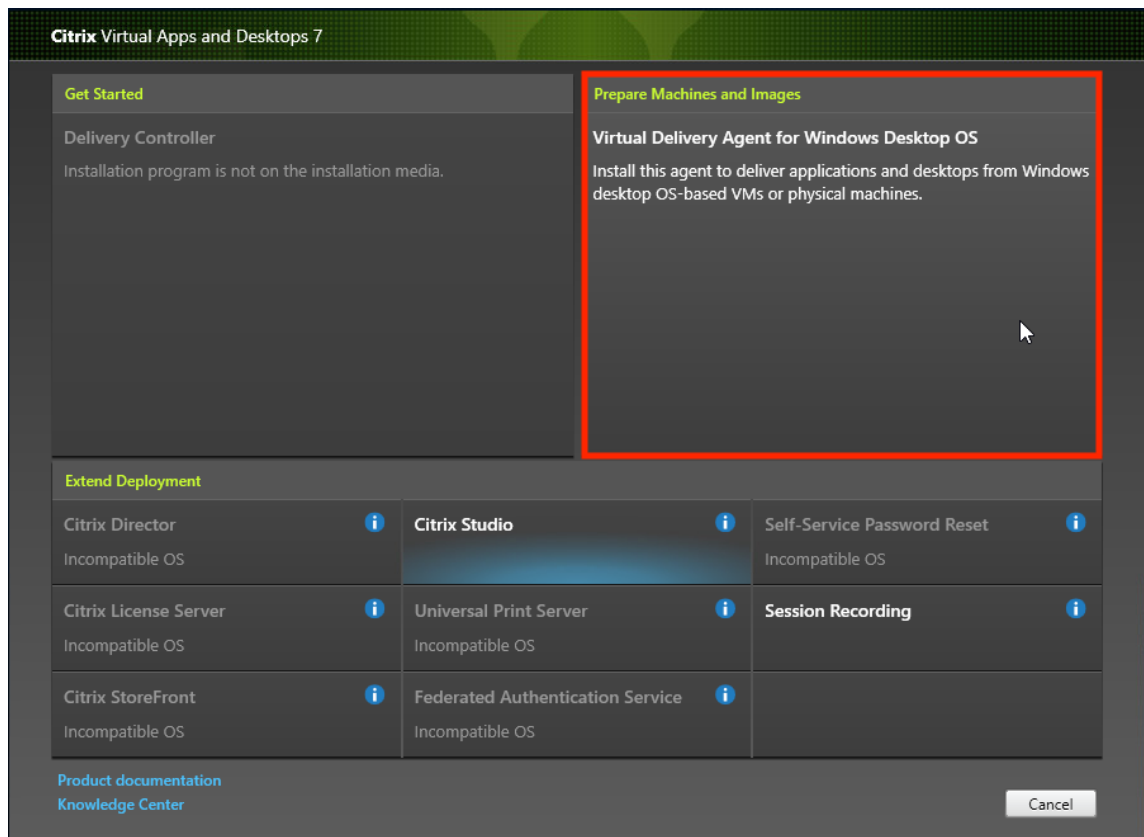 Citrix Virtual Apps and Desktops 7
Get Started
Delivery Controller
Installation program is not on the installation media.
Prepare Machines and Images
Virtual Delivery Agent for Windows Desktop OS
Install this agent to deliver applications and desktops from Windows
desktop OS-based VMs or physical machines.
Extend Deployment
Citrix Director
Incompatible OS
Citrix Studio
Self-Service Password Reset
Incompatible OS
Citrix License Server
Incompatible OS
Universal Print Server
Incompatible OS
Session Recording
Citrix StoreFront
Incompatible OS
Federated Authentication Service
Incompatible OS
Product documentation
Knowledge Center
Cancel